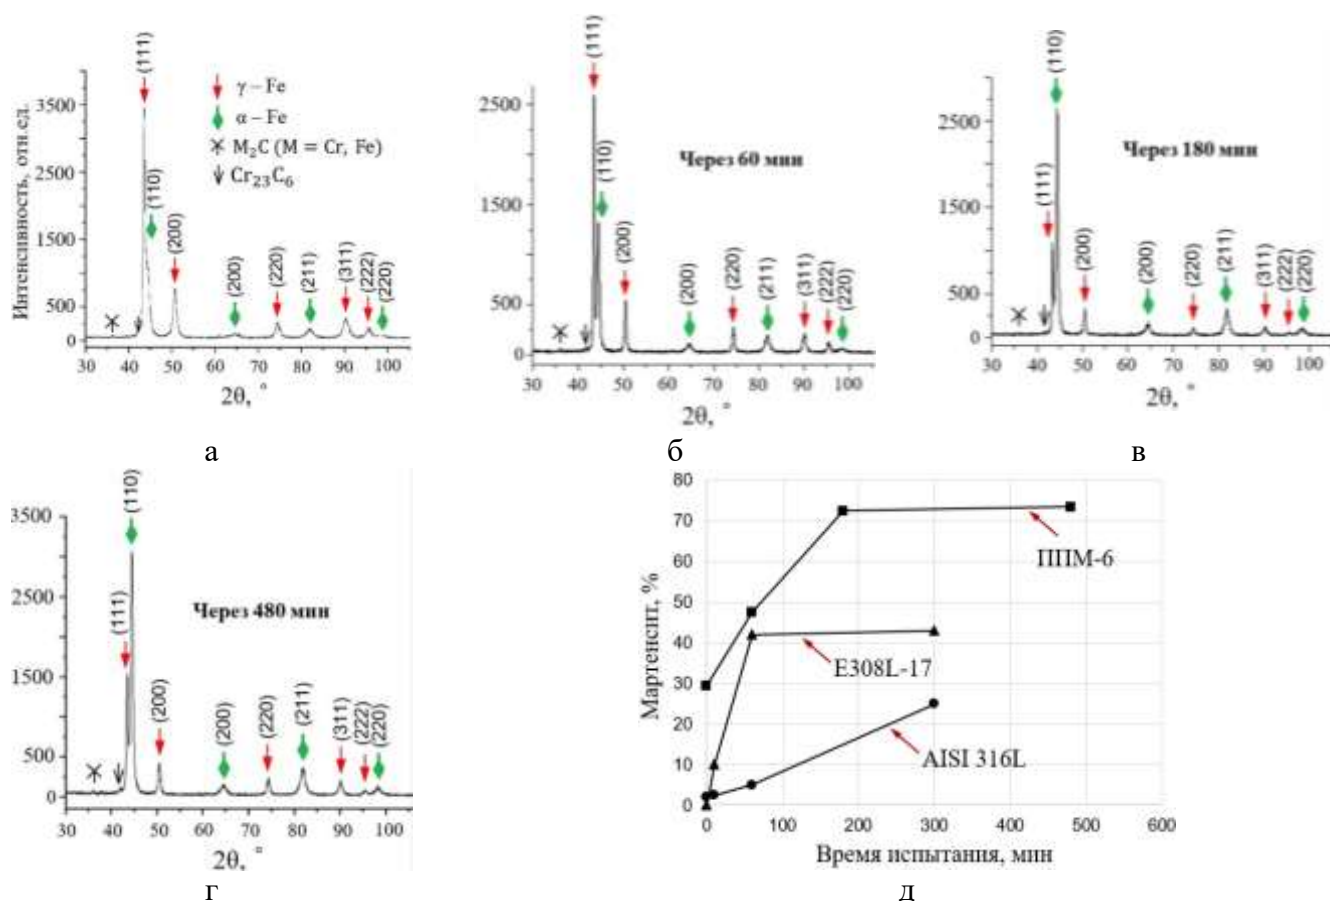 (111)
γ – Fe
α – Fe
M₂C (M = Cr, Fe)
Cr₂₃C₆
Интенсивность, отн.ед.
3500
2500
1500
500
0
(110)
(200)
(200)
(220)
(211)
(311)
(222)
(220)
30 40 50 60 70 80 90 100
2θ, °
а
(111)
(110)
Через 60 мин
2500
1500
500
0
(200)
(200)
(220)
(211)
(311)
(222)
(220)
30 40 50 60 70 80 90 100
2θ, °
б
(110)
(111)
Через 180 мин
2500
1500
500
0
(200)
(200)
(220)
(211)
(311)
(222)
(220)
30 40 50 60 70 80 90 100
2θ, °
в
(110)
(111)
Через 480 мин
3500
2500
1500
500
0
(200)
(200)
(220)
(211)
(311)
(222)
(220)
30 40 50 60 70 80 90 100
2θ, °
г
Мартенсит, %
80
70
60
50
40
30
20
10
0
ППМ-6
E308L-17
AISI 316L
0 100 200 300 400 500 600
Время испытания, мин
д